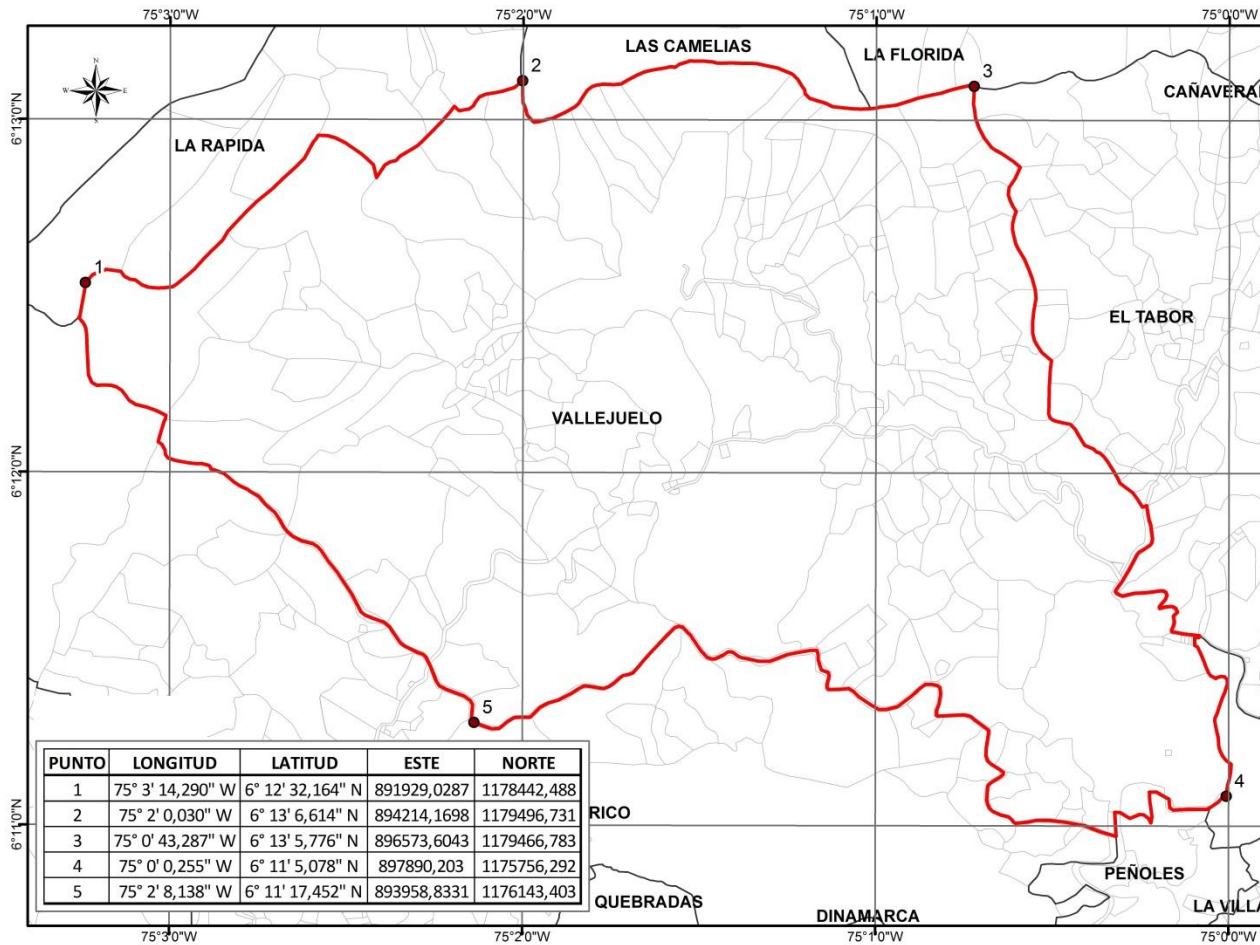 75°3'0"W 75°2'0"W 75°1'0"W 75°0'0"W
LAS CAMELIAS
LA FLORIDA
2
3
N
W E
S
CAÑAVERAL
6°13'0"N
LA RAPIDA
1
EL TABOR
VALLEJUELO
6°12'0"N
5
4
6°11'0"N
PUNTO LONGITUD LATITUD ESTE NORTE
1 75° 3' 14,290" W 6° 12' 32,164" N 891929,0287 1178442,488
2 75° 2' 0,030" W 6° 13' 6,614" N 894214,1698 1179496,731
3 75° 0' 43,287" W 6° 13' 5,776" N 896573,6043 1179466,783
4 75° 0' 0,255" W 6° 11' 5,078" N 897890,203 1175756,292
5 75° 2' 8,138" W 6° 11' 17,452" N 893958,8331 1176143,403
RICO
PEÑOLES
QUEBRADAS
LA VILLA
DINAMARCA
75°3'0"W 75°2'0"W 75°1'0"W 75°0'0"W